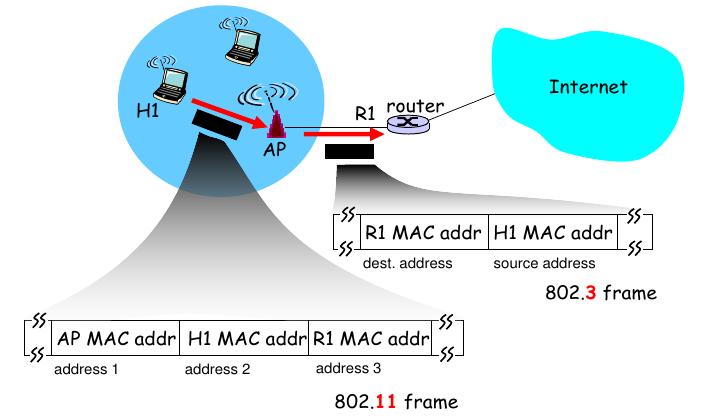 H1
AP
R1
router
Internet
R1 MAC addr
H1 MAC addr
dest. address
source address
802.3 frame
AP MAC addr
H1 MAC addr
R1 MAC addr
address 1
address 2
address 3
802.11 frame